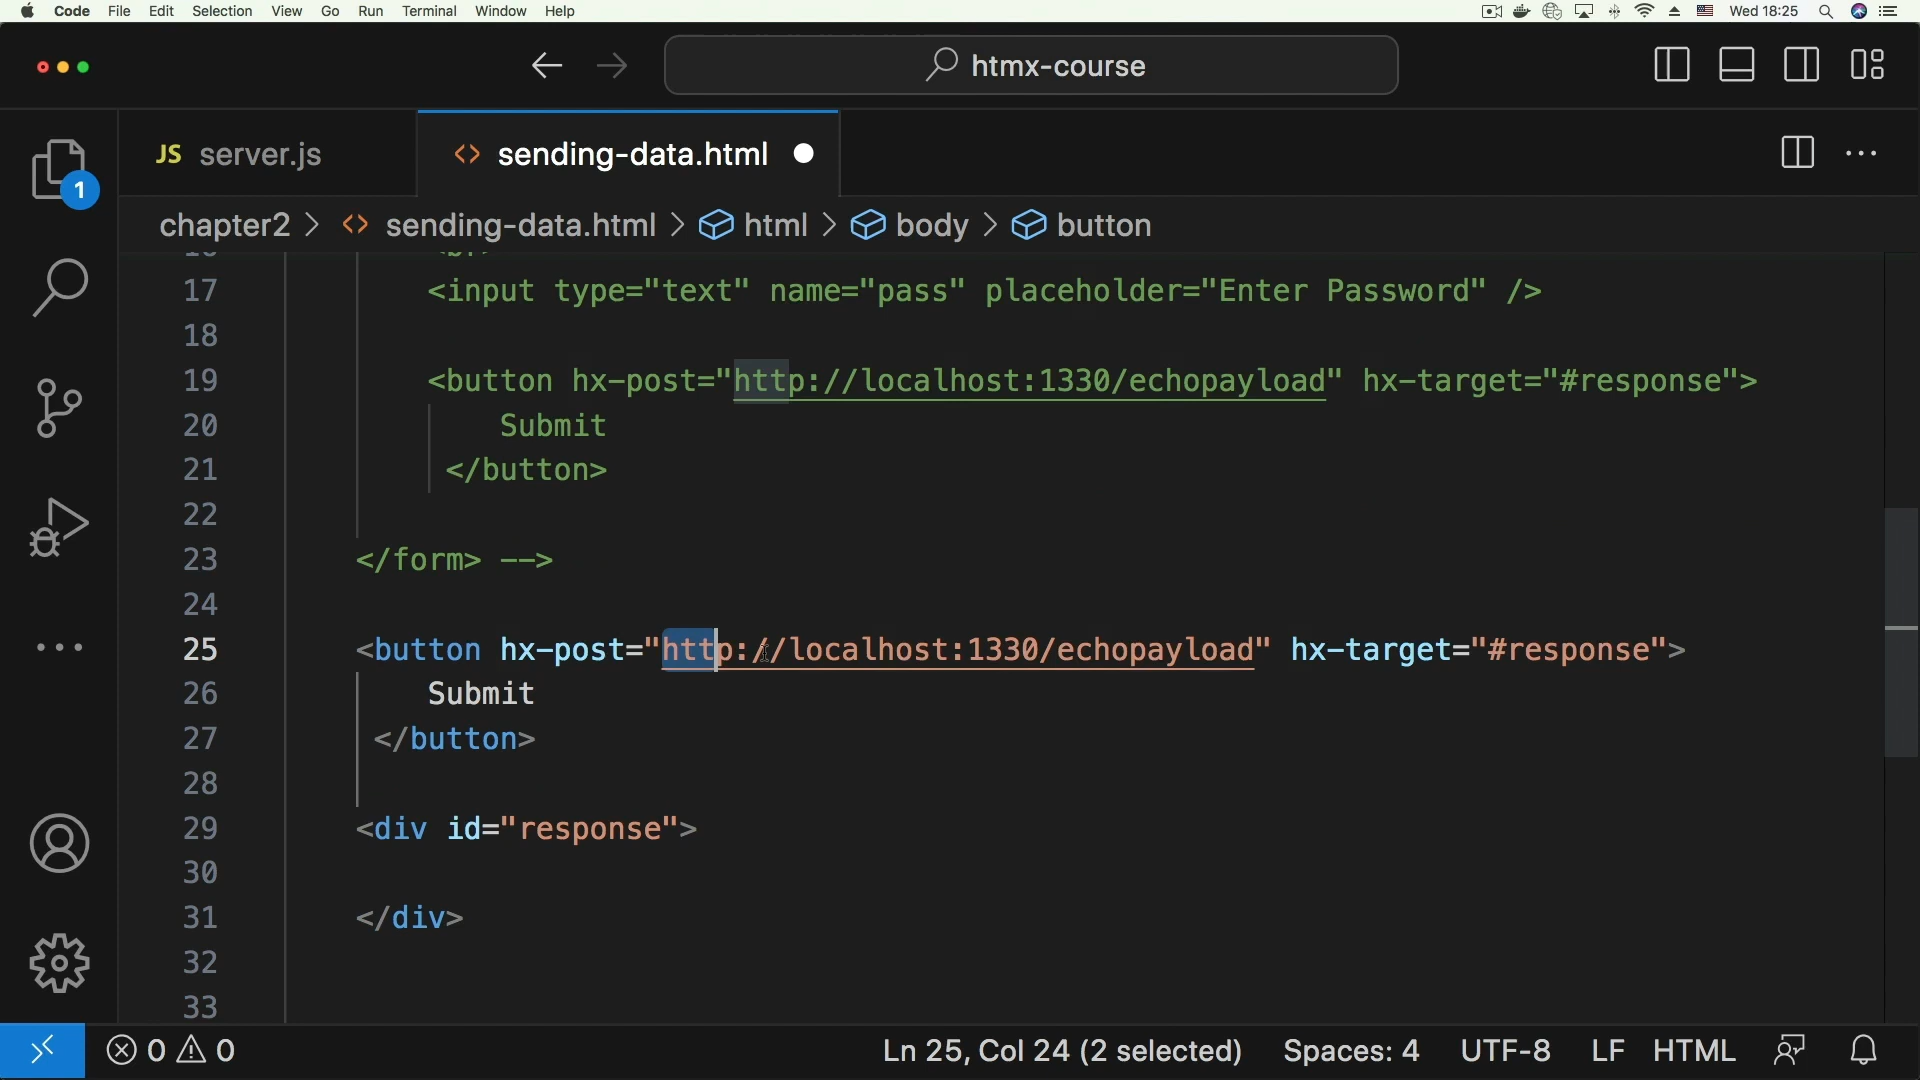 Code File Edit Selection View Go Run Terminal Window Help Wed 18:25
htmx-course
JS server.js <> sending-data.html
1
chapter2 > <> sending-data.html > html > body > button
17 <input type="text" name="pass" placeholder="Enter Password" />
18
19 <button hx-post="http://localhost:1330/echopayload" hx-target="#response">
20 Submit
21 </button>
22
23 </form> -->
24
25 <button hx-post="http://localhost:1330/echopayload" hx-target="#response">
26 Submit
27 </button>
28
29 <div id="response">
30
31 </div>
32
33
0 0 Ln 25, Col 24 (2 selected) Spaces: 4 UTF-8 LF HTML